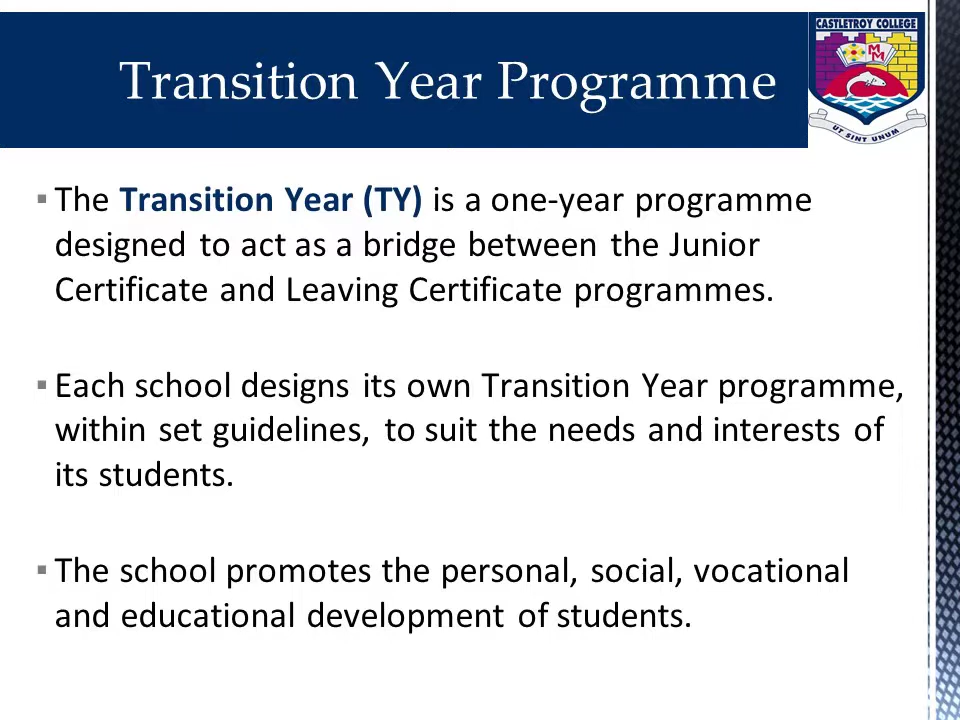 CASTLETROY COLLEGE
Transition Year Programme
M M
UT SINT UNUM
▪ The Transition Year (TY) is a one-year programme
designed to act as a bridge between the Junior
Certificate and Leaving Certificate programmes.
▪ Each school designs its own Transition Year programme,
within set guidelines, to suit the needs and interests of
its students.
▪ The school promotes the personal, social, vocational
and educational development of students.